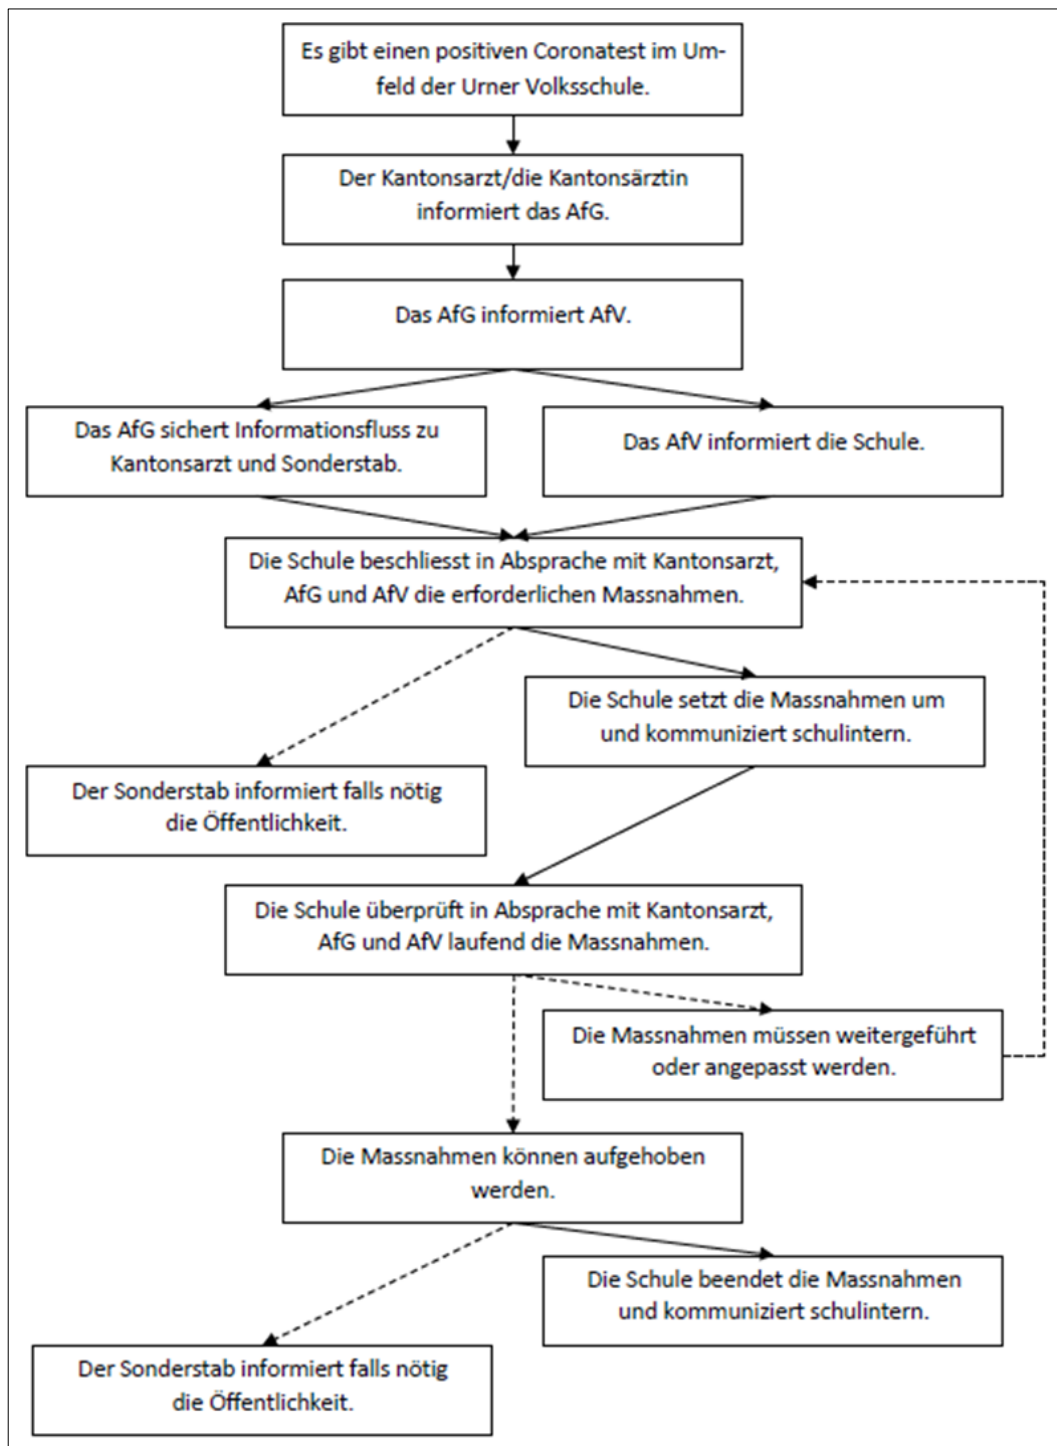 Es gibt einen positiven Coronatest im Um-
feld der Urner Volksschule.
Der Kantonsarzt/die Kantonsärztin
informiert das AfG.
Das AfG informiert AfV.
Das AfG sichert Informationsfluss zu
Kantonsarzt und Sonderstab.
Das AfV informiert die Schule.
Die Schule beschliesst in Absprache mit Kantonsarzt,
AfG und AfV die erforderlichen Massnahmen.
Die Schule setzt die Massnahmen um
und kommuniziert schulintern.
Der Sonderstab informiert falls nötig
die Öffentlichkeit.
Die Schule überprüft in Absprache mit Kantonsarzt,
AfG und AfV laufend die Massnahmen.
Die Massnahmen müssen weitergeführt
oder angepasst werden.
Die Massnahmen können aufgehoben
werden.
Die Schule beendet die Massnahmen
und kommuniziert schulintern.
Der Sonderstab informiert falls nötig
die Öffentlichkeit.